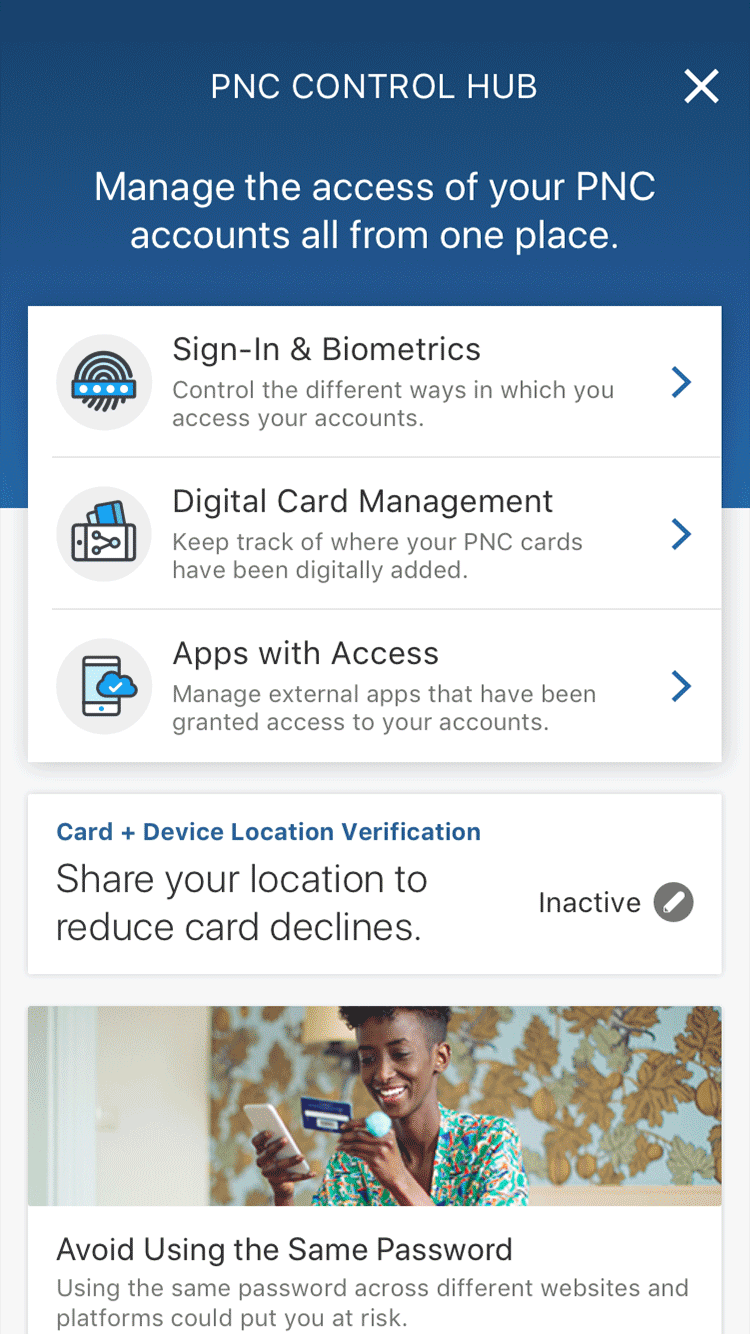 PNC CONTROL HUB
Manage the access of your PNC
accounts all from one place.
Sign-In & Biometrics
Control the different ways in which you
access your accounts.
Digital Card Management
Keep track of where your PNC cards
have been digitally added.
Apps with Access
Manage external apps that have been
granted access to your accounts.
Card + Device Location Verification
Share your location to
reduce card declines.
Inactive
Avoid Using the Same Password
Using the same password across different websites and
platforms could put you at risk.